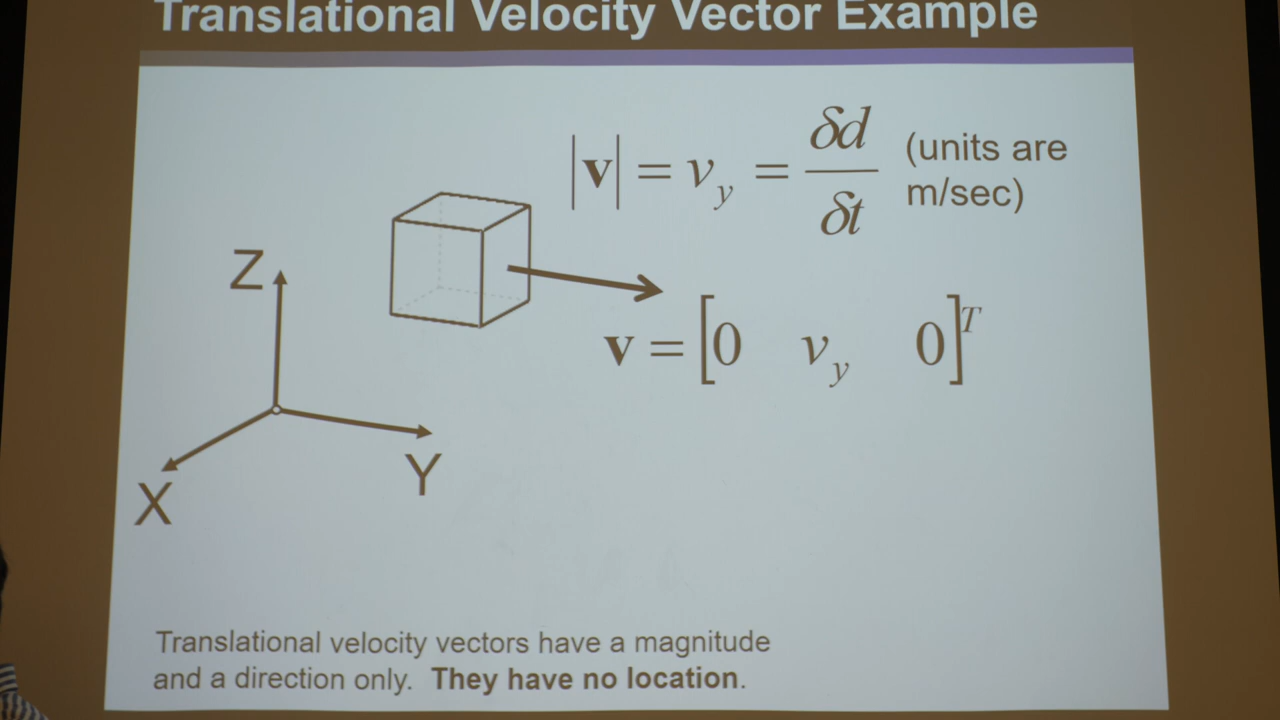 Translational Velocity Vector Example
|v| = v_y = δd/δt (units are
m/sec)
Z
v = [0 v_y 0]^T
Y
X
Translational velocity vectors have a magnitude
and a direction only. They have no location.